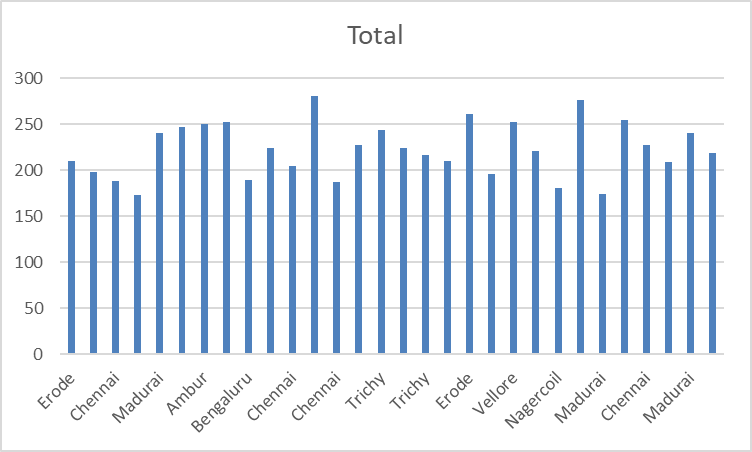 Total
300
250
200
150
100
50
0
Erode
Chennai
Madurai
Ambur
Bengaluru
Chennai
Chennai
Trichy
Trichy
Erode
Vellore
Nagercoil
Madurai
Chennai
Madurai